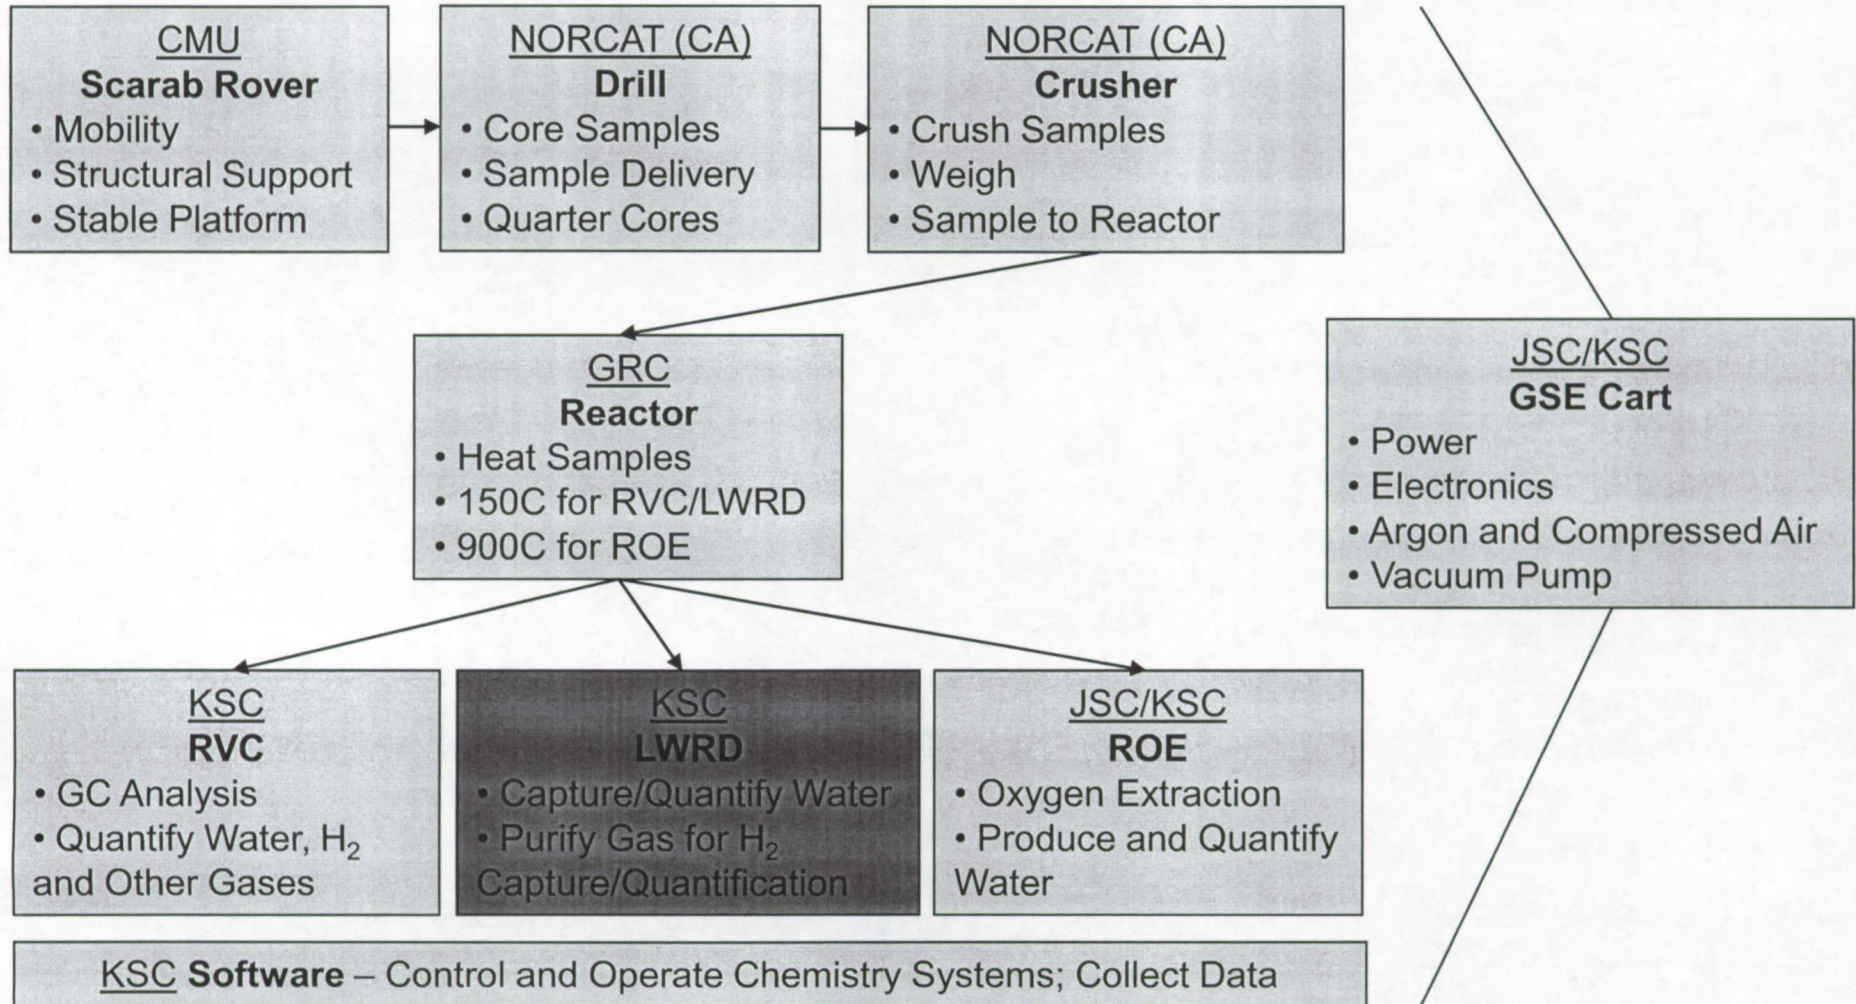 CMU
Scarab Rover
• Mobility
• Structural Support
• Stable Platform
NORCAT (CA)
Drill
• Core Samples
• Sample Delivery
• Quarter Cores
NORCAT (CA)
Crusher
• Crush Samples
• Weigh
• Sample to Reactor
GRC
Reactor
• Heat Samples
• 150C for RVC/LWRD
• 900C for ROE
JSC/KSC
GSE Cart
• Power
• Electronics
• Argon and Compressed Air
• Vacuum Pump
KSC
RVC
• GC Analysis
• Quantify Water, H₂
and Other Gases
KSC
LWRD
• Capture/Quantify Water
• Purify Gas for H₂
Capture/Quantification
JSC/KSC
ROE
• Oxygen Extraction
• Produce and Quantify
Water
KSC Software – Control and Operate Chemistry Systems; Collect Data